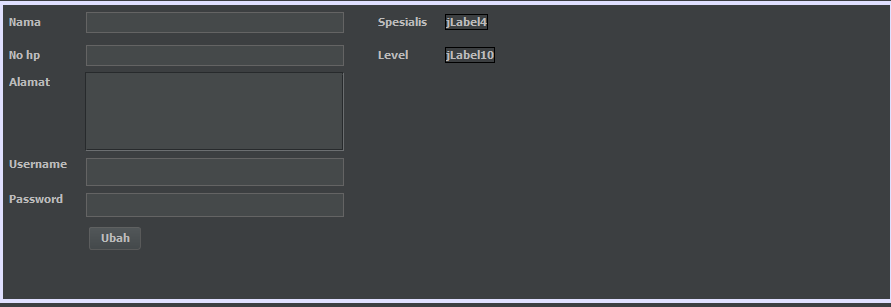 Nama
Spesialis jLabel4
No hp
Level jLabel10
Alamat
Username
Password
Ubah